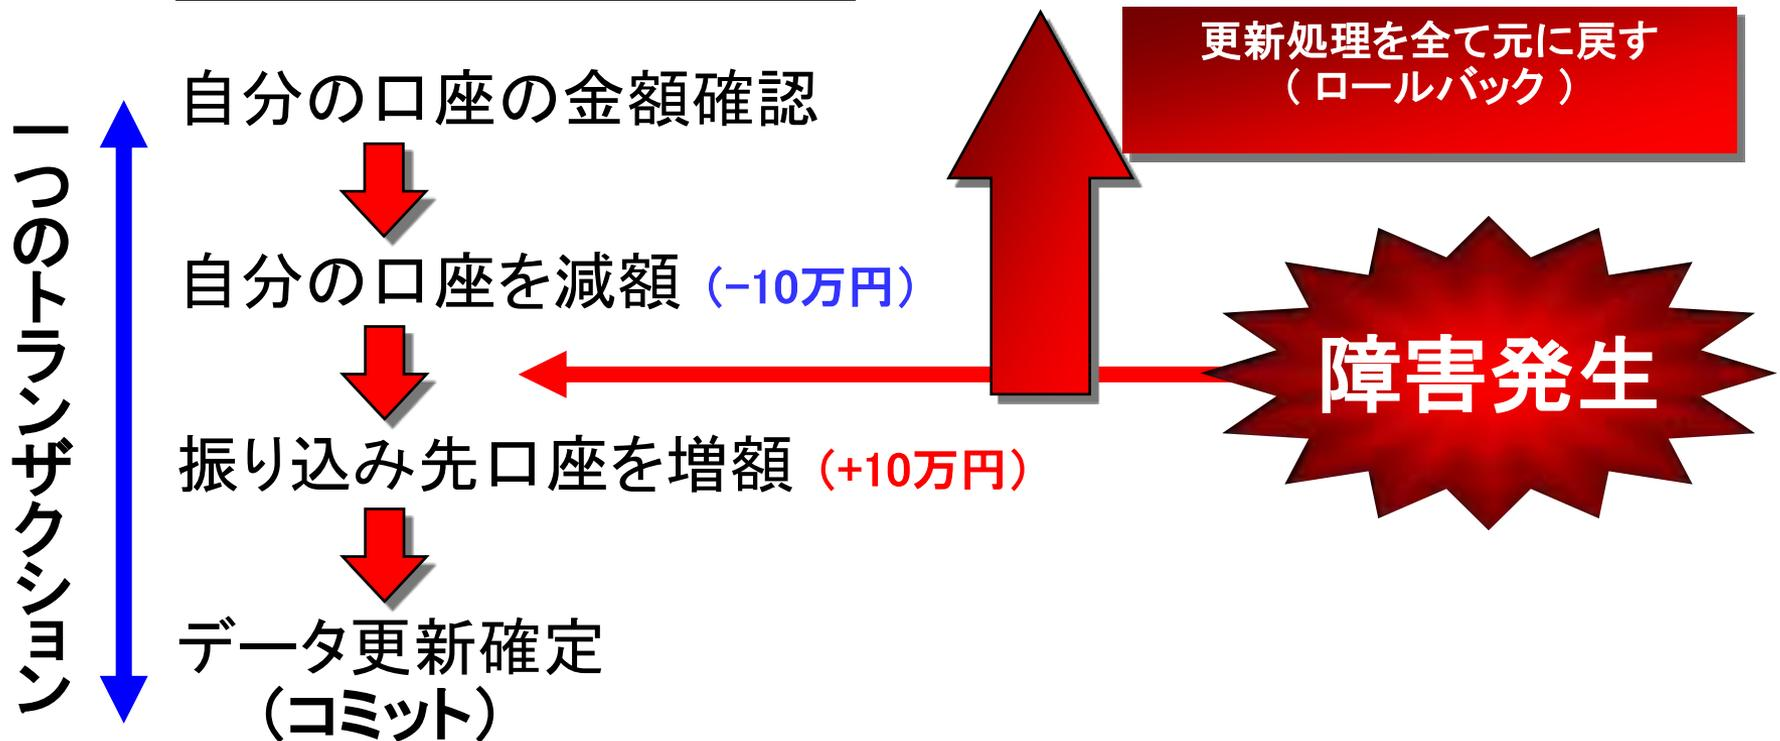 更新処理を全て元に戻す
（ロールバック）
一つのトランザクション
自分の口座の金額確認
自分の口座を減額（−10万円）
障害発生
振り込み先口座を増額（+10万円）
データ更新確定
（コミット）